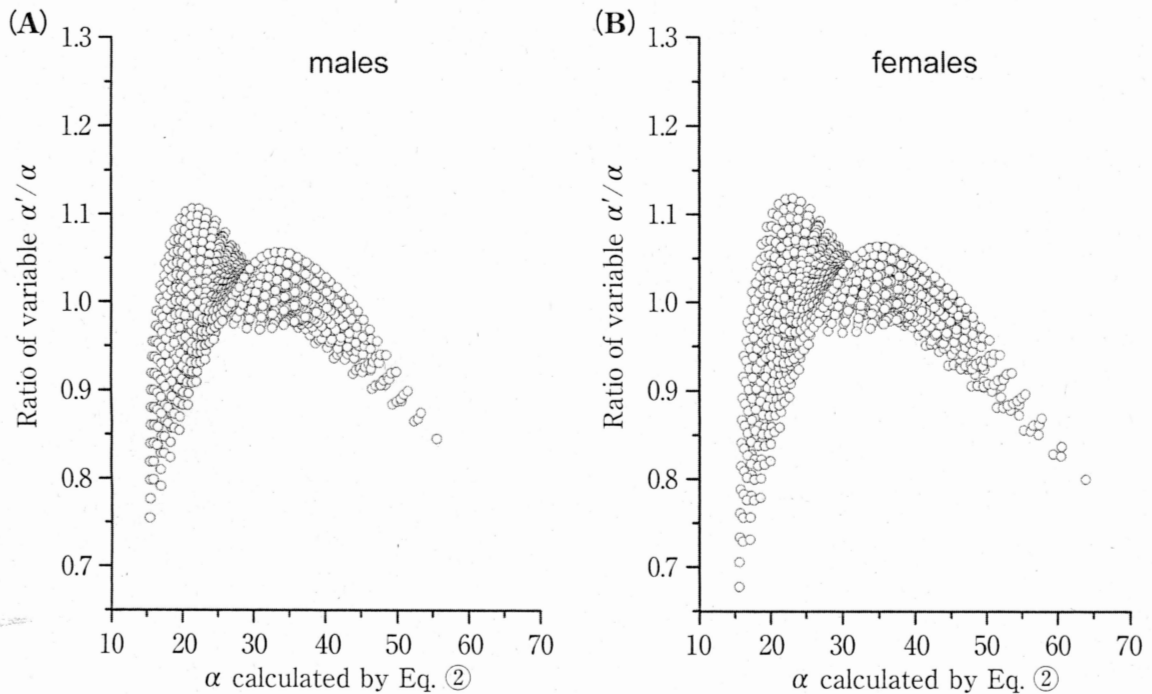 (A)
males
1.3
1.2
1.1
1.0
0.9
0.8
0.7
Ratio of variable α′/α
10 20 30 40 50 60 70
α calculated by Eq. ②
(B)
females
1.3
1.2
1.1
1.0
0.9
0.8
0.7
Ratio of variable α′/α
10 20 30 40 50 60 70
α calculated by Eq. ②